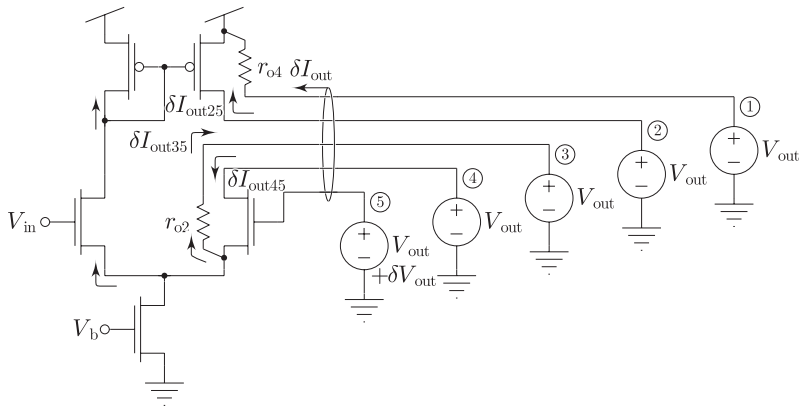 r_o4
δI_out
①
δI_out25
②
V_out
δI_out35
③
V_out
δI_out45
④
V_out
V_in
r_o2
⑤
V_out
V_out
+δV_out
V_b